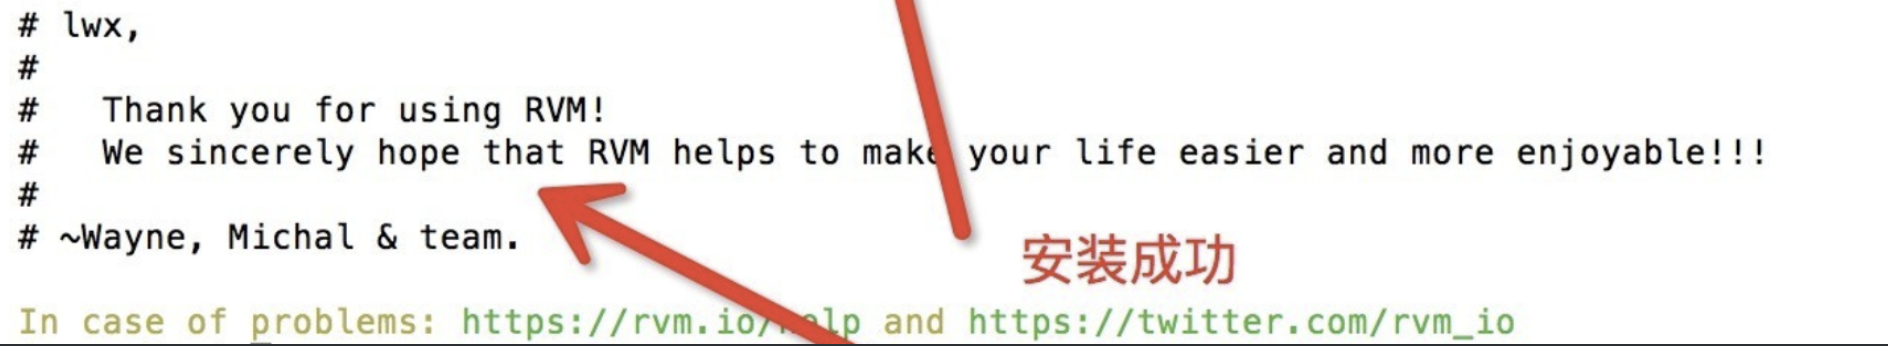 # lwx,
#
#   Thank you for using RVM!
#   We sincerely hope that RVM helps to make your life easier and more enjoyable!!!
#
# ~Wayne, Michal & team.
安装成功
In case of problems: https://rvm.io/help and https://twitter.com/rvm_io